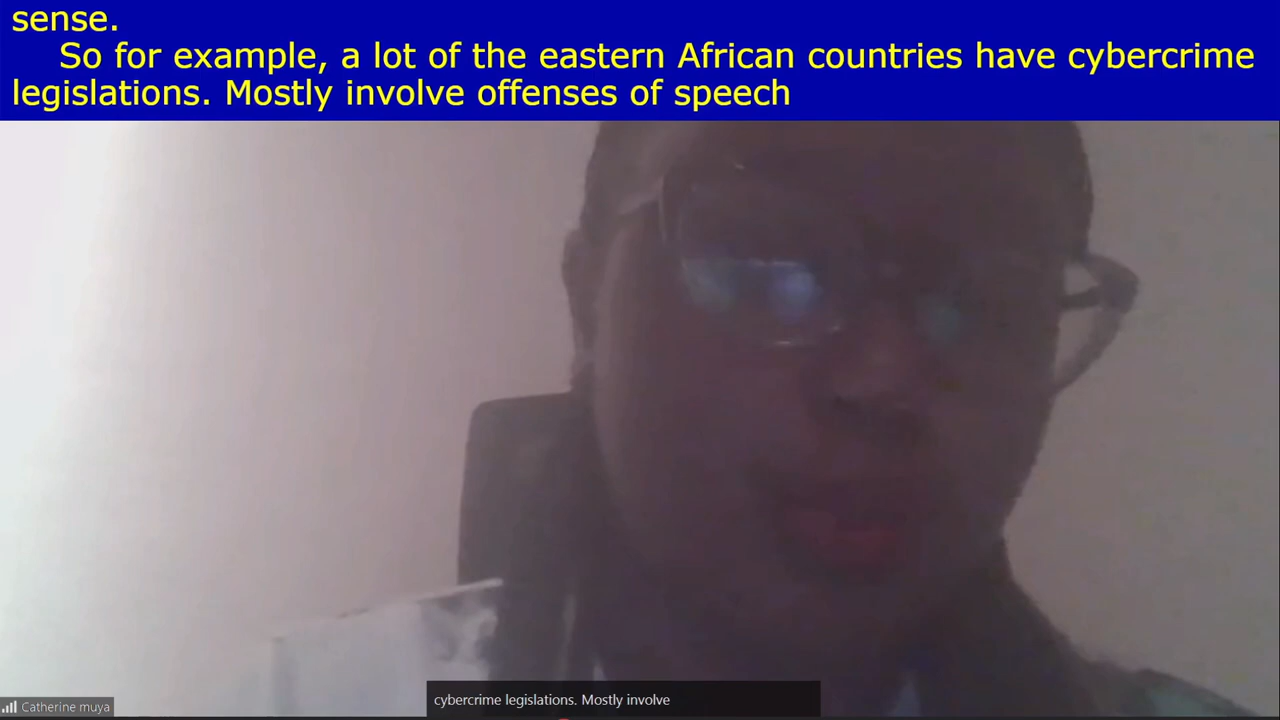 sense.
So for example, a lot of the eastern African countries have cybercrime
legislations. Mostly involve offenses of speech
cybercrime legislations. Mostly involve
Catherine muya